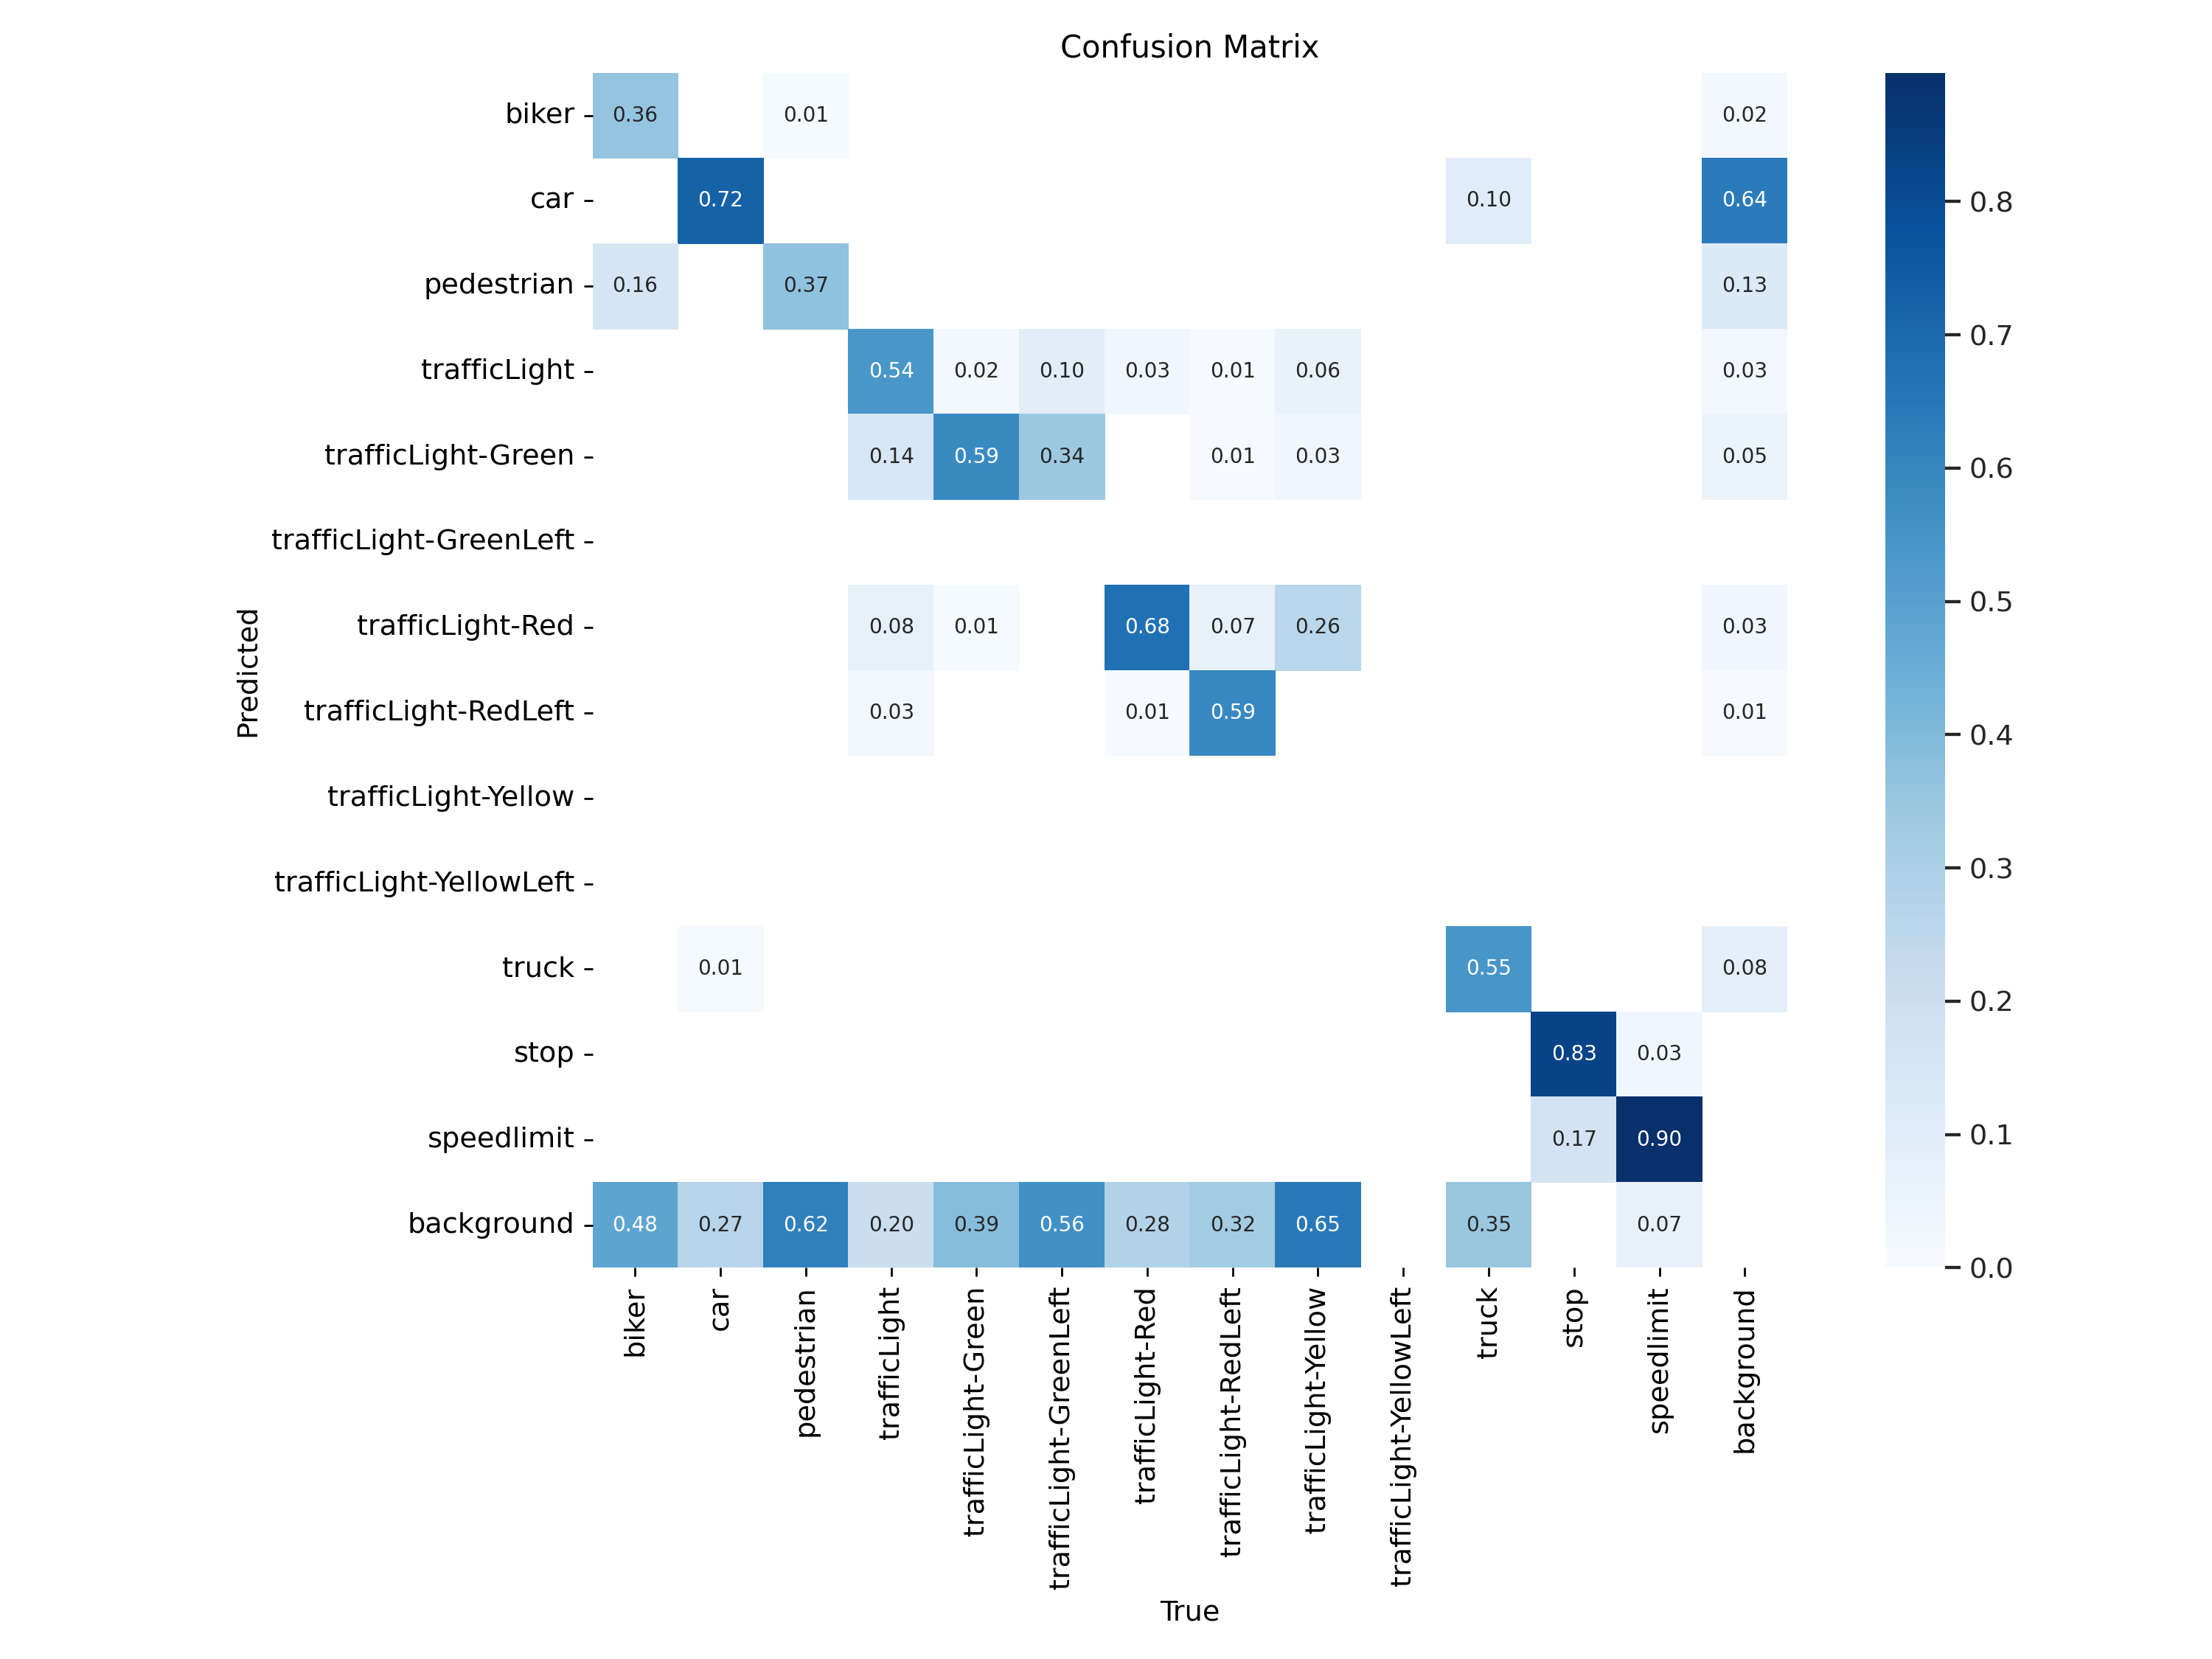 Confusion Matrix
biker 0.36 0.01 0.02
car 0.72 0.10 0.64 0.8
pedestrian 0.16 0.37 0.13
0.7
trafficLight 0.54 0.02 0.10 0.03 0.01 0.06 0.03
trafficLight-Green 0.14 0.59 0.34 0.01 0.03 0.05 0.6
trafficLight-GreenLeft
0.5
Predicted
trafficLight-Red 0.08 0.01 0.68 0.07 0.26 0.03
trafficLight-RedLeft 0.03 0.01 0.59 0.01 0.4
trafficLight-Yellow
trafficLight-YellowLeft 0.3
truck 0.01 0.55 0.08
0.2
stop 0.83 0.03
speedlimit 0.17 0.90 0.1
background 0.48 0.27 0.62 0.20 0.39 0.56 0.28 0.32 0.65 0.35 0.07
0.0
biker
car
pedestrian
trafficLight
trafficLight-Green
trafficLight-GreenLeft
trafficLight-Red
trafficLight-RedLeft
trafficLight-Yellow
trafficLight-YellowLeft
truck
stop
speedlimit
background
True